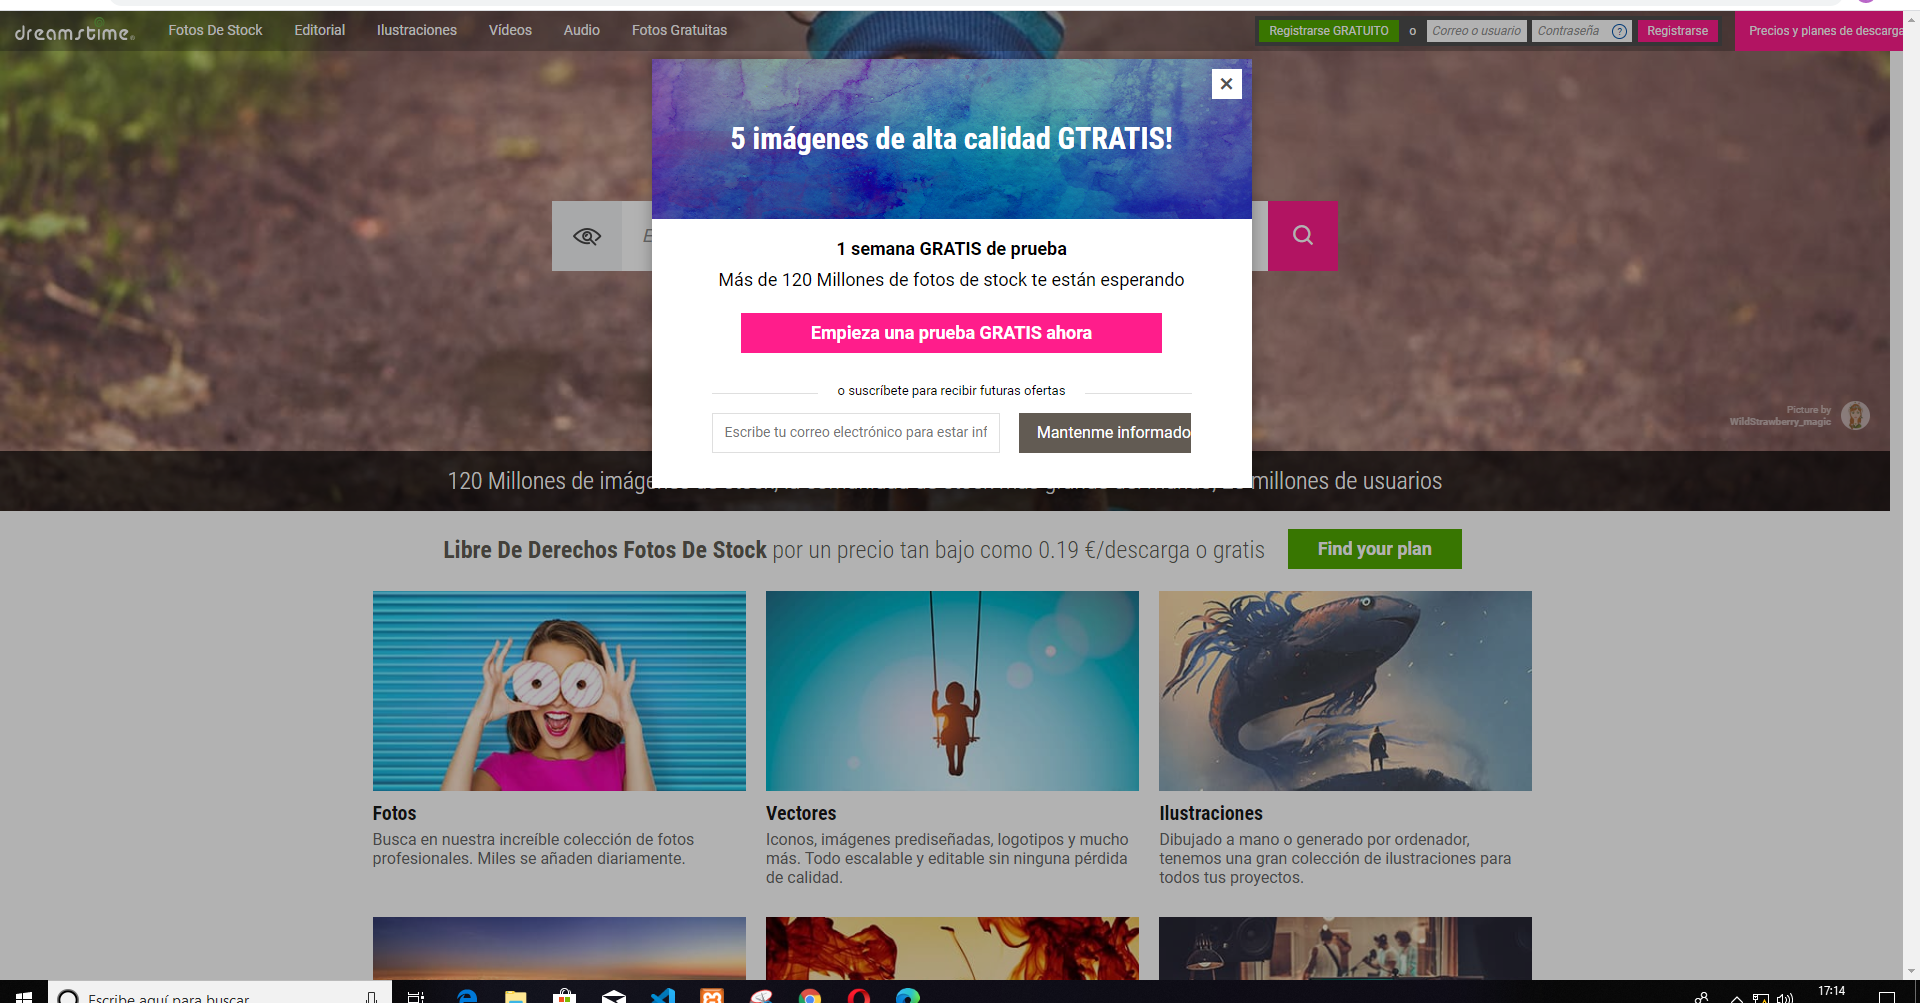 dreamstime
Fotos De Stock
Editorial
Ilustraciones
Vídeos
Audio
Fotos Gratuitas
Registrarse GRATUITO
o
Correo o usuario
Contraseña
?
Registrarse
Precios y planes de descarga
5 imágenes de alta calidad GTRATIS!
1 semana GRATIS de prueba
Más de 120 Millones de fotos de stock te están esperando
Empieza una prueba GRATIS ahora
o suscríbete para recibir futuras ofertas
Escribe tu correo electrónico para estar inf
Mantenme informado
Picture by
WildStrawberry_magic
120 Millones de imáge millones de usuarios
Libre De Derechos Fotos De Stock por un precio tan bajo como 0.19 €/descarga o gratis
Find your plan
Fotos
Busca en nuestra increíble colección de fotos
profesionales. Miles se añaden diariamente.
Vectores
Iconos, imágenes prediseñadas, logotipos y mucho
más. Todo escalable y editable sin ninguna pérdida
de calidad.
Ilustraciones
Dibujado a mano o generado por ordenador,
tenemos una gran colección de ilustraciones para
todos tus proyectos.
Escribe aquí para buscar
17:14